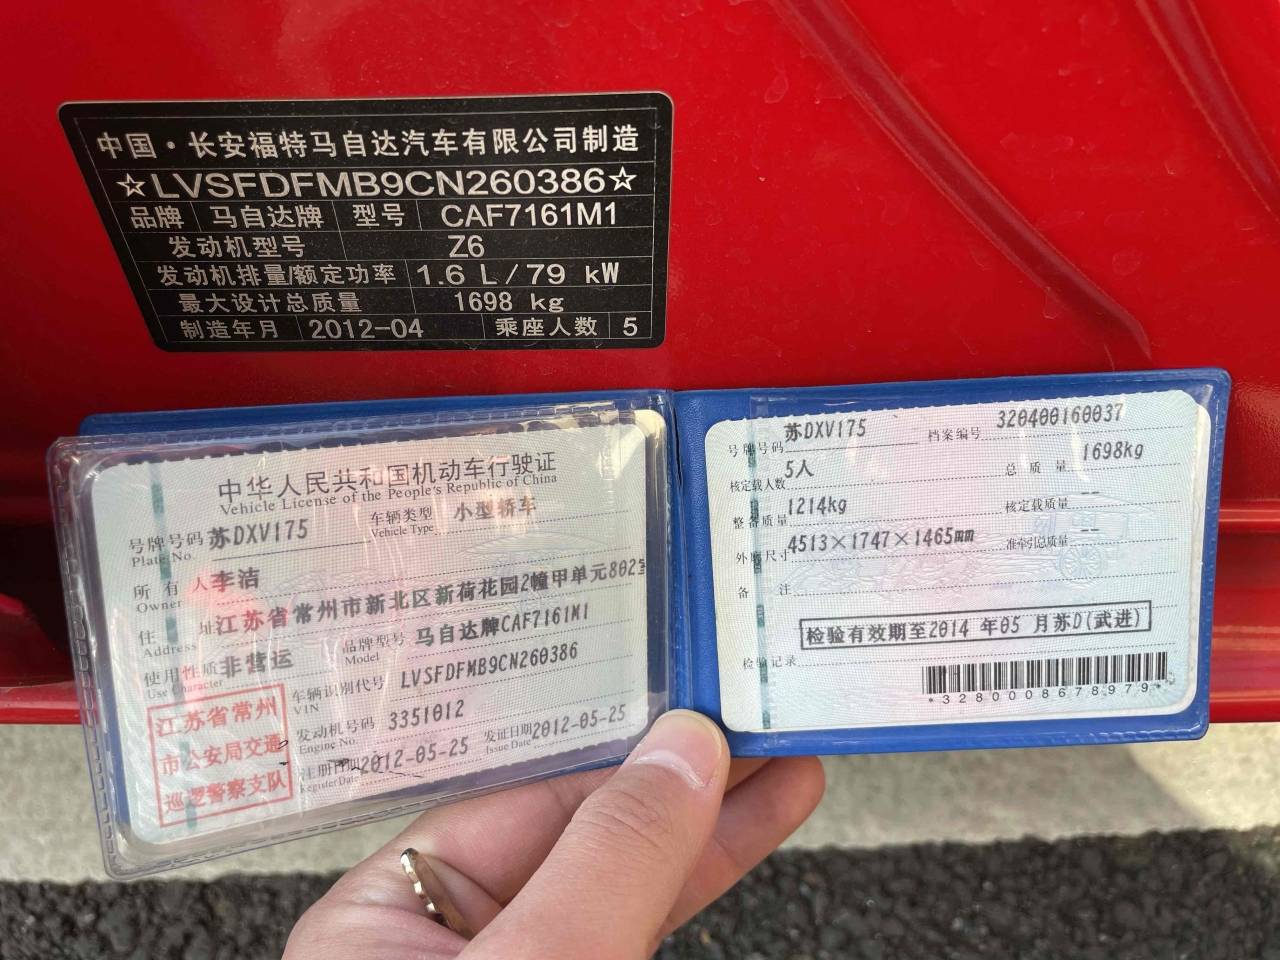 中国·长安福特马自达汽车有限公司制造
☆LVSFDFMB9CN260386☆
品牌 马自达牌 型号 CAF7161M1
发动机型号 Z6
发动机排量/额定功率 1.6 L/79 kW
最大设计总质量 1698 kg
制造年月 2012-04 乘座人数 5
中华人民共和国机动车行驶证
Vehicle License of the People's Republic of China
号牌号码 苏DXV175 车辆类型 小型轿车
Plate No. Vehicle Type
所有人 李洁
Owner
住址 江苏省常州市新北区新荷花园2幢甲单元802室
Address
使用性质 非营运 品牌型号 马自达牌CAF7161M1
Use Character Model
江苏省常州
市公安局交通
巡逻警察支队
车辆识别代号 LVSFDFMB9CN260386
VIN
发动机号码 3351012
Engine No.
注册日期 2012-05-25 发证日期 2012-05-25
Register Date Issue Date
号牌号码 苏DXV175 档案编号 320400160037
核定载人数 5人 总质量 1698kg
整备质量 1214kg 核定载质量 --
外廓尺寸 4513×1747×1465mm 准牵引总质量 --
备注
检验有效期至2014 年05 月苏D(武进)
检验记录
*3280008678979*